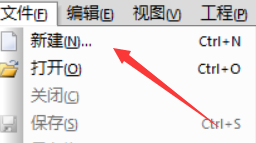 文件(F) 编辑(E) 视图(V) 工程(P)
新建(N)... Ctrl+N
打开(O) Ctrl+O
关闭(C)
保存(S) Ctrl+S